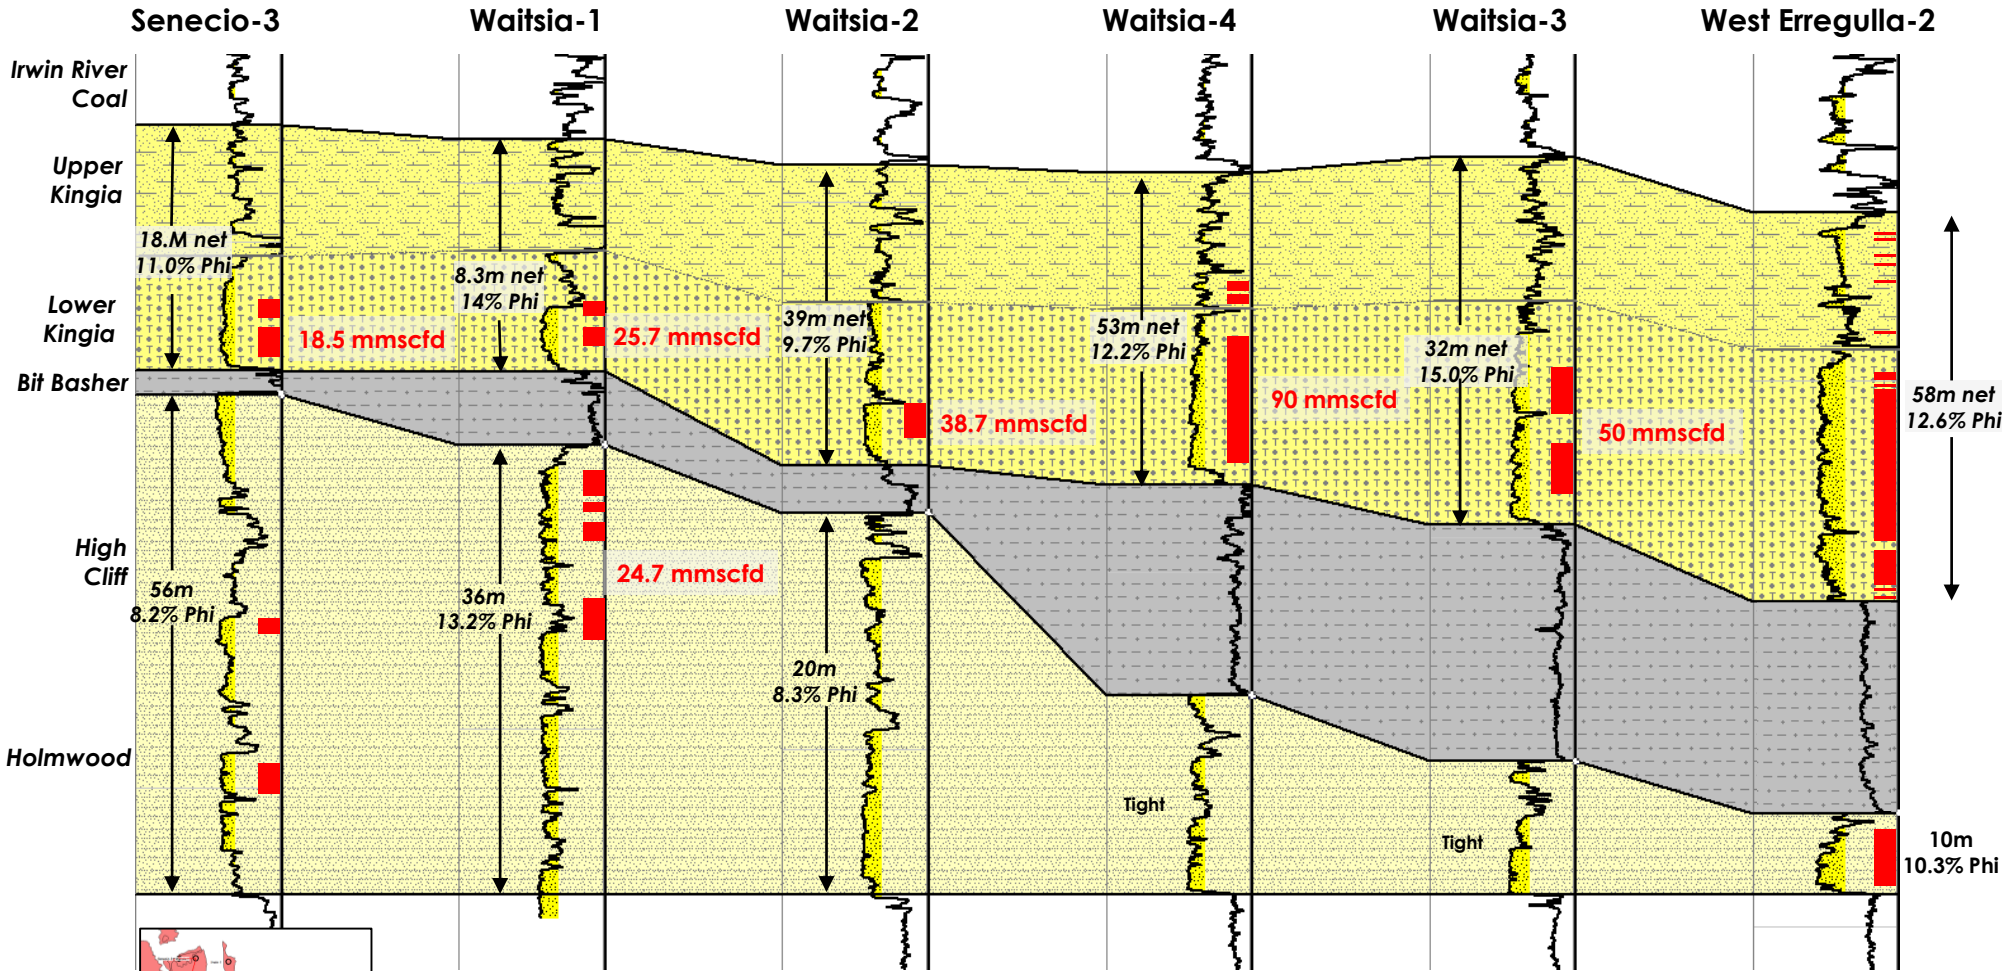 Senecio-3
Waitsia-1
Waitsia-2
Waitsia-4
Waitsia-3
West Erregulla-2
Irwin River
Coal
Upper
Kingia
Lower
Kingia
Bit Basher
High
Cliff
Holmwood
18.M net
11.0% Phi
18.5 mmscfd
56m
8.2% Phi
8.3m net
14% Phi
25.7 mmscfd
36m
13.2% Phi
24.7 mmscfd
39m net
9.7% Phi
38.7 mmscfd
20m
8.3% Phi
53m net
12.2% Phi
90 mmscfd
Tight
32m net
15.0% Phi
50 mmscfd
Tight
58m net
12.6% Phi
10m
10.3% Phi